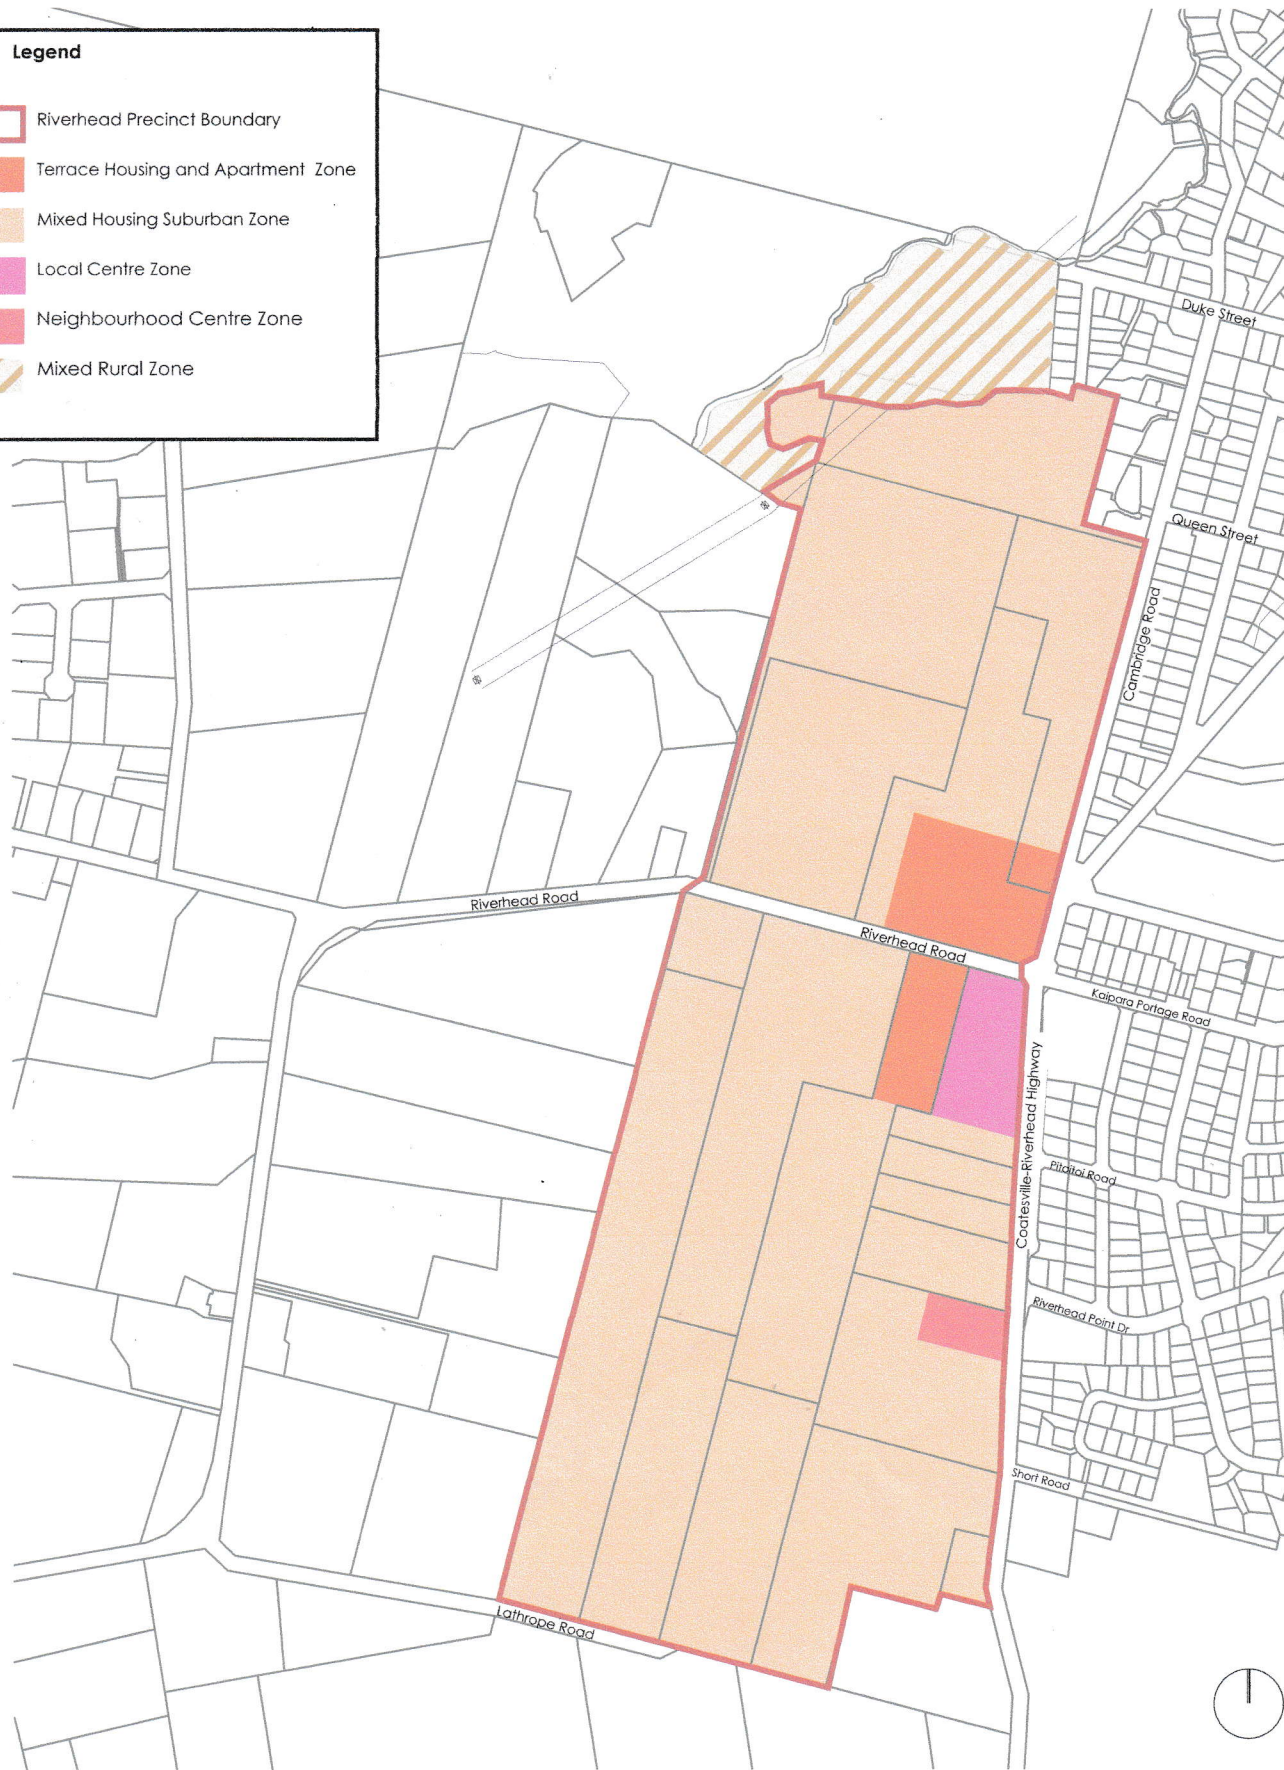 Legend
Riverhead Precinct Boundary
Terrace Housing and Apartment Zone
Mixed Housing Suburban Zone
Local Centre Zone
Neighbourhood Centre Zone
Mixed Rural Zone
Duke Street
Queen Street
Cambridge Road
Riverhead Road
Riverhead Road
Kaipara Portage Road
Coatesville-Riverhead Highway
Pitoitoi Road
Riverhead Point Dr
Short Road
Lathrope Road